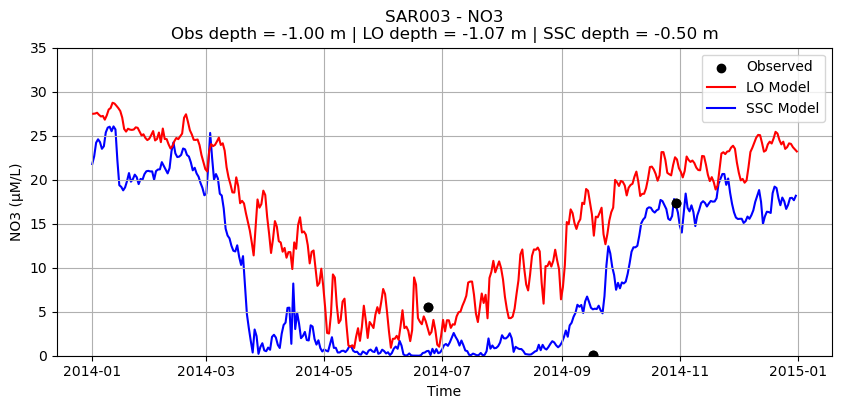 SAR003 - NO3
Obs depth = -1.00 m | LO depth = -1.07 m | SSC depth = -0.50 m
35
30
25
20
15
10
5
0
NO3 (μM/L)
Observed
LO Model
SSC Model
2014-01 2014-03 2014-05 2014-07 2014-09 2014-11 2015-01
Time